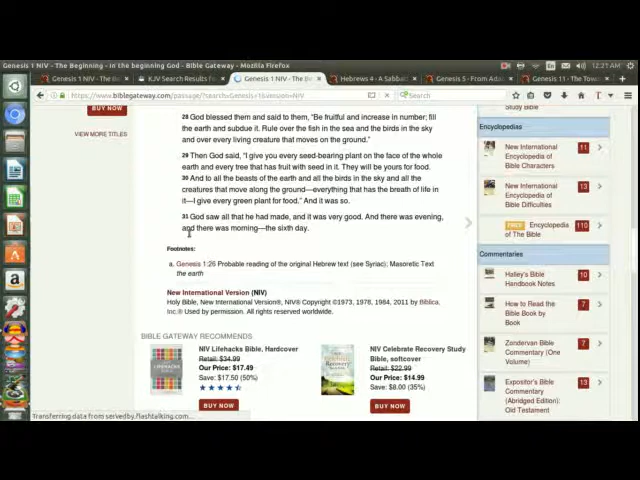 Genesis 1 NIV - The Beginning - In the beginning God - Bible Gateway - Mozilla Firefox
En
12:21 AM
Genesis 1 NIV - The B
KJV Search Results F
Genesis 1 NIV - The
Hebrews 4 - A Sabbat
Genesis 5 - From Ada
Genesis 11 - The Tow
https://www.biblegateway.com/passage/?search=Genesis+1&version=NIV
Search
BUY NOW
VIEW MORE TITLES
28 God blessed them and said to them, "Be fruitful and increase in number; fill
the earth and subdue it. Rule over the fish in the sea and the birds in the sky
and over every living creature that moves on the ground."
29 Then God said, "I give you every seed-bearing plant on the face of the whole
earth and every tree that has fruit with seed in it. They will be yours for food.
30 And to all the beasts of the earth and all the birds in the sky and all the
creatures that move along the ground—everything that has the breath of life in
it—I give every green plant for food." And it was so.
31 God saw all that he had made, and it was very good. And there was evening,
and there was morning—the sixth day.
Footnotes:
a. Genesis 1:26 Probable reading of the original Hebrew text (see Syriac); Masoretic Text
the earth
New International Version (NIV)
Holy Bible, New International Version®, NIV® Copyright ©1973, 1978, 1984, 2011 by Biblica,
Inc.® Used by permission. All rights reserved worldwide.
BIBLE GATEWAY RECOMMENDS
NIV Lifehacks Bible, Hardcover
Retail: $34.99
Our Price: $17.49
Save: $17.50 (50%)
BUY NOW
NIV Celebrate Recovery Study
Bible, softcover
Retail: $22.99
Our Price: $14.99
Save: $8.00 (35%)
BUY NOW
Study Bible
Encyclopedias
New International
Encyclopedia of
Bible Characters
11
New International
Encyclopedia of
Bible Difficulties
13
FREE
Encyclopedia
of The Bible
110
Commentaries
Halley's Bible
Handbook Notes
10
How to Read the
Bible Book by
Book
7
Zondervan Bible
Commentary (One
Volume)
7
Expositor's Bible
Commentary
(Abridged Edition):
Old Testament
13
Transferring data from servedby.flashtalking.com...